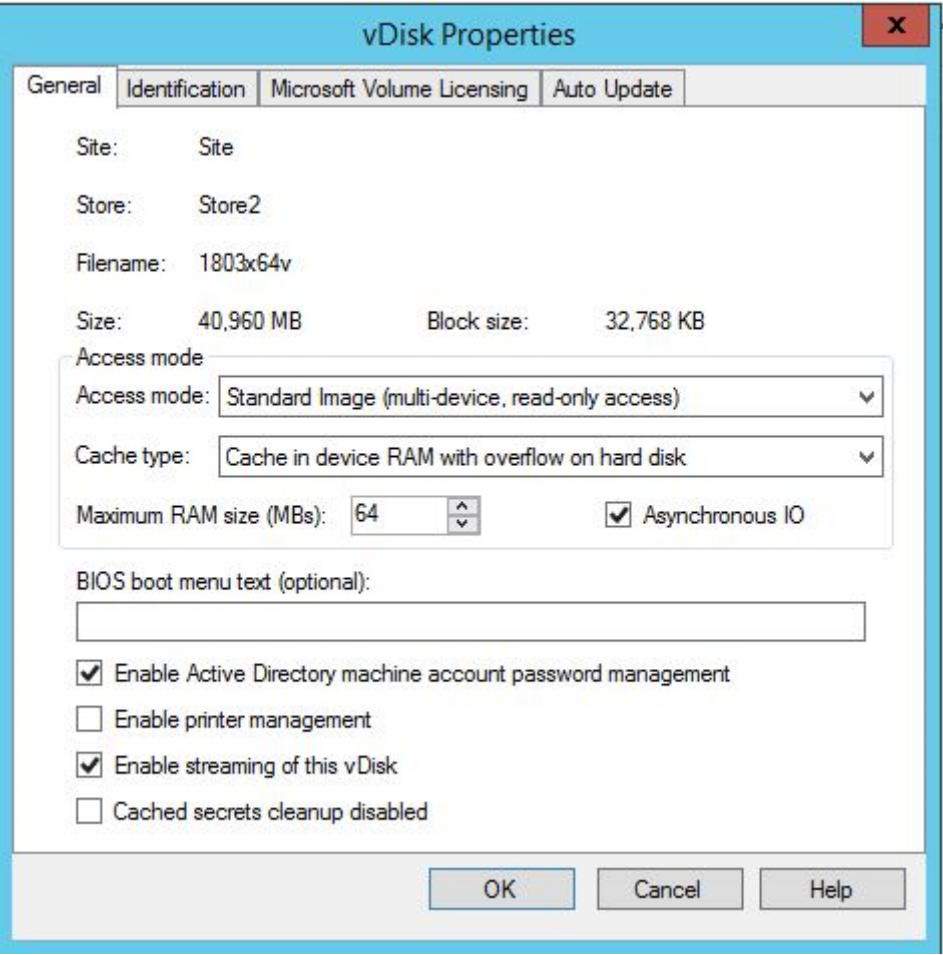 vDisk Properties
x
General Identification Microsoft Volume Licensing Auto Update
Site: Site
Store: Store2
Filename: 1803x64v
Size: 40,960 MB Block size: 32,768 KB
Access mode
Access mode: Standard Image (multi-device, read-only access)
Cache type: Cache in device RAM with overflow on hard disk
Maximum RAM size (MBs): 64 Asynchronous IO
BIOS boot menu text (optional):
Enable Active Directory machine account password management
Enable printer management
Enable streaming of this vDisk
Cached secrets cleanup disabled
OK Cancel Help